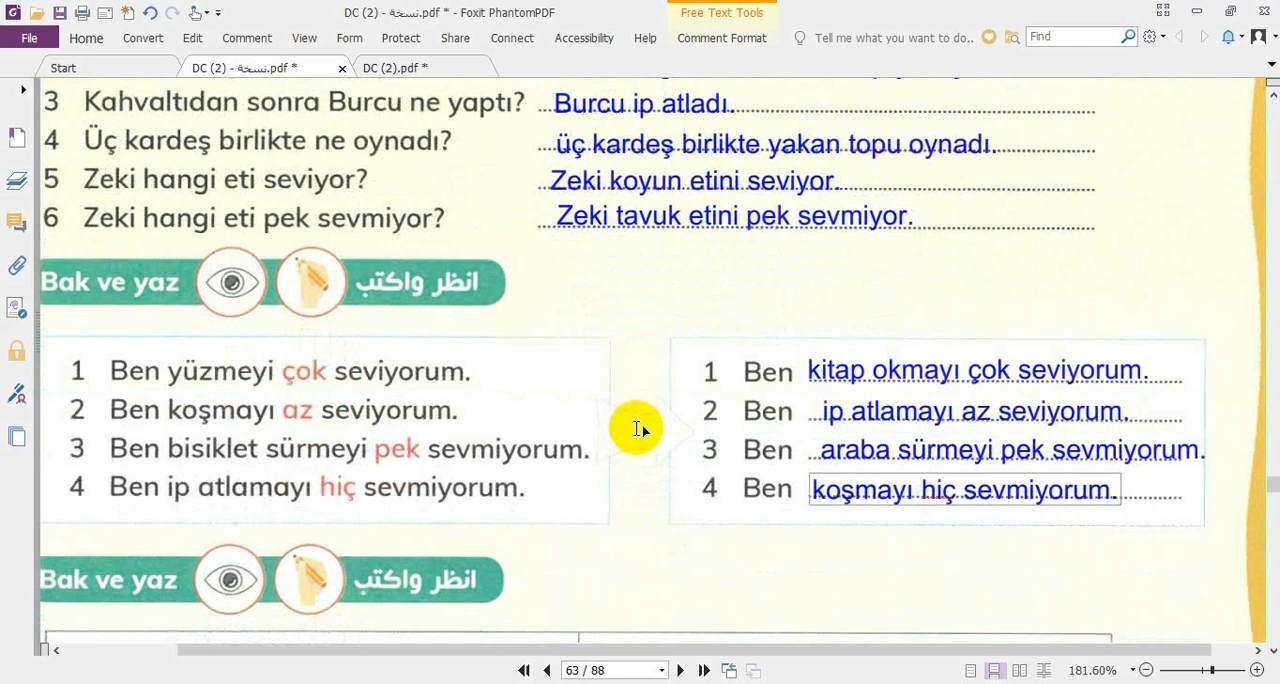 DC (2) - نسخة.pdf * - Foxit PhantomPDF
Free Text Tools
File Home Convert Edit View Comment View Form Protect Share Connect Accessibility Help Comment Format Tell me what you want to do.. Find
Start
DC (2) - نسخة.pdf *
DC (2).pdf *
3 Kahvaltıdan sonra Burcu ne yaptı? Burcu ip atladı.
4 Üç kardeş birlikte ne oynadı? üç kardeş birlikte yakan topu oynadı.
5 Zeki hangi eti seviyor? Zeki koyun etini seviyor.
6 Zeki hangi eti pek sevmiyor? Zeki tavuk etini pek sevmiyor.
Bak ve yaz انظر واكتب
1 Ben yüzmeyi çok seviyorum.
2 Ben koşmayı az seviyorum.
3 Ben bisiklet sürmeyi pek sevmiyorum.
4 Ben ip atlamayı hiç sevmiyorum.
1 Ben kitap okmayı çok seviyorum.
2 Ben ip atlamayı az seviyorum.
3 Ben araba sürmeyi pek sevmiyorum.
4 Ben koşmayı hiç sevmiyorum.
Bak ve yaz انظر واكتب
63 / 88
181.60%